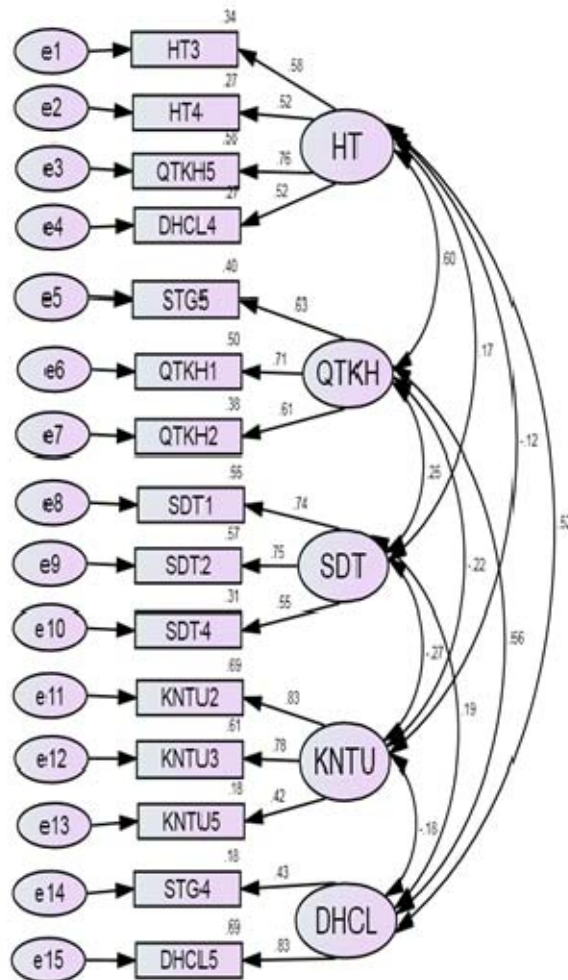 .34
e1 HT3 .58
.27
e2 HT4 .52 HT
.58
e3 QTKH5 .76
.27
e4 DHCL4 .52
.60
.40
e5 STG5 .63
.17
.50
e6 QTKH1 .71 QTKH
.38
e7 QTKH2 .61
-.12
.55
e8 SDT1 .74 .25
.57
e9 SDT2 .75 SDT -.22
.31
e10 SDT4 .55
.56
-.27
.69
e11 KNTU2 .83 .19
.61
e12 KNTU3 .78 KNTU
.18
e13 KNTU5 .42
-.18
.18
e14 STG4 .43 DHCL
.69
e15 DHCL5 .83